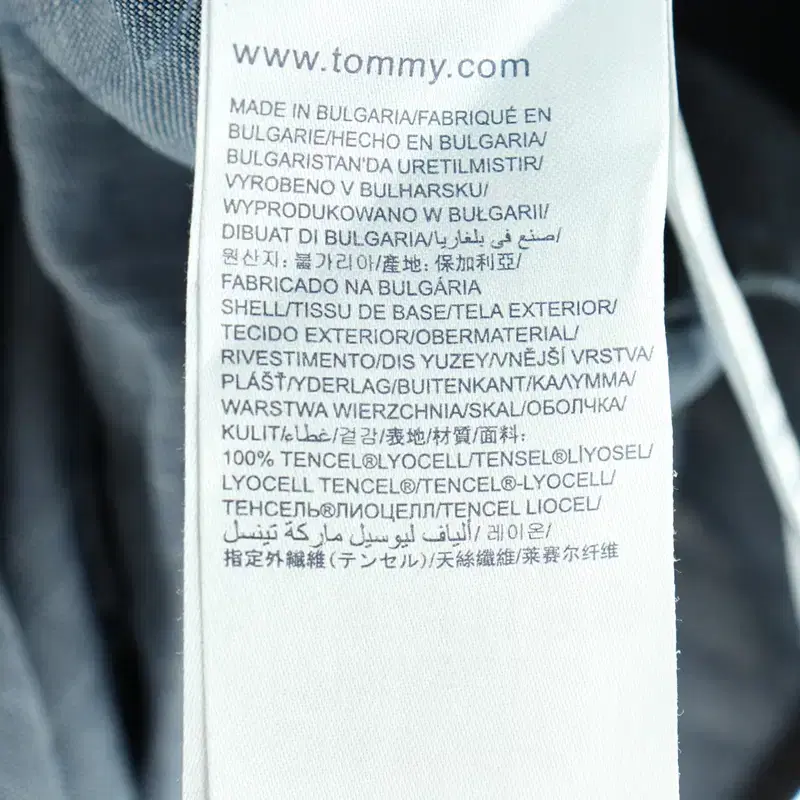 www.tommy.com
MADE IN BULGARIA/FABRIQUÉ EN
BULGARIE/HECHO EN BULGARIA/
BULGARISTAN'DA URETILMISTIR/
VYROBENO V BULHARSKU/
WYPRODUKOWANO W BUŁGARII/
DIBUAT DI BULGARIA/صنع في بلغاريا/
원산지: 불가리아/產地: 保加利亞/
FABRICADO NA BULGÁRIA
SHELL/TISSU DE BASE/TELA EXTERIOR/
TECIDO EXTERIOR/OBERMATERIAL/
RIVESTIMENTO/DIS YUZEY/VNĚJŠÍ VRSTVA/
PLÁŠŤ/YDERLAG/BUITENKANT/ΚΑΛΥΜΜΑ/
WARSTWA WIERZCHNIA/SKAL/ОБОЛЧКА/
KULIT/غطاء/겉감/表地/材質/面料:
100% TENCEL®LYOCELL/TENSEL®LİYOSEL/
LYOCELL TENCEL®/TENCEL®-LYOCELL/
ТЕНСЕЛЬ®ЛИОЦЕЛЛ/TENCEL LIOCEL/
ألياف ليوسيل ماركة تينسل/ 레이온/
指定外繊維(テンセル)/天絲纖維/莱赛尔纤维